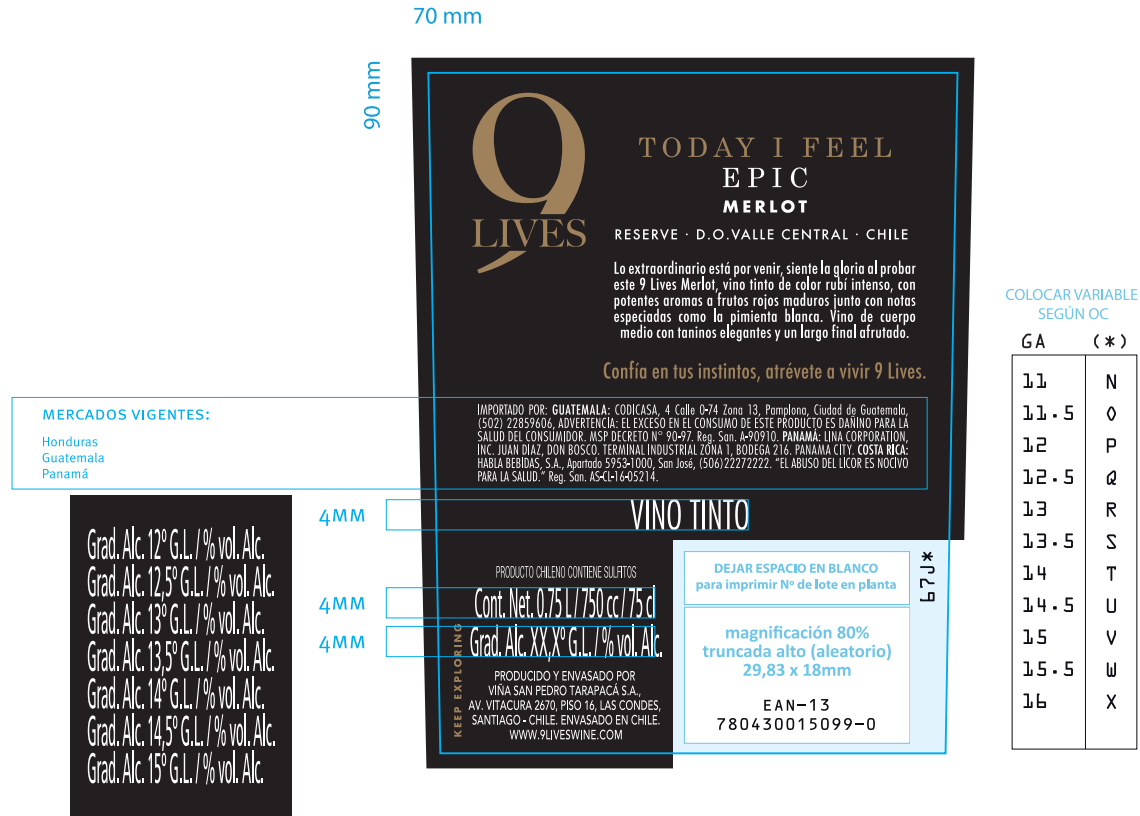 70 mm
90 mm
9
LIVES
TODAY I FEEL
EPIC
MERLOT
RESERVE · D.O.VALLE CENTRAL · CHILE
Lo extraordinario está por venir, siente la gloria al probar
este 9 Lives Merlot, vino tinto de color rubí intenso, con
potentes aromas a frutos rojos maduros junto con notas
especiadas como la pimienta blanca. Vino de cuerpo
medio con taninos elegantes y un largo final afrutado.
Confía en tus instintos, atrévete a vivir 9 Lives.
MERCADOS VIGENTES:
Honduras
Guatemala
Panamá
IMPORTADO POR: GUATEMALA: CODICASA, 4 Calle 0-74 Zona 13, Pamplona, Ciudad de Guatemala,
(502) 22859606, ADVERTENCIA: EL EXCESO EN EL CONSUMO DE ESTE PRODUCTO ES DAÑINO PARA LA
SALUD DEL CONSUMIDOR. MSP DECRETO N° 90-97. Reg. San. A-90910. PANAMÁ: LINA CORPORATION,
INC. JUAN DIAZ, DON BOSCO. TERMINAL INDUSTRIAL ZONA 1, BODEGA 216. PANAMA CITY. COSTA RICA:
HABLA BEBIDAS, S.A., Apartado 5953-1000, San José, (506)22272222. “EL ABUSO DEL LICOR ES NOCIVO
PARA LA SALUD.” Reg. San. AS-CL-16-05214.
4MM
VINO TINTO
PRODUCTO CHILENO CONTIENE SULFITOS
4MM
Cont. Net. 0.75 L / 750 cc / 75 cl
4MM
Grad. Alc. XX,Xº G.L. / % vol. Alc.
KEEP EXPLORING
PRODUCIDO Y ENVASADO POR
VIÑA SAN PEDRO TARAPACÁ S.A.,
AV. VITACURA 2670, PISO 16, LAS CONDES,
SANTIAGO - CHILE. ENVASADO EN CHILE.
WWW.9LIVESWINE.COM
DEJAR ESPACIO EN BLANCO
para imprimir Nº de lote en planta
67J*
magnificación 80%
truncada alto (aleatorio)
29,83 x 18mm
EAN-13
780430015099-0
Grad. Alc. 12º G.L. / % vol. Alc.
Grad. Alc. 12,5º G.L. / % vol. Alc.
Grad. Alc. 13º G.L. / % vol. Alc.
Grad. Alc. 13,5º G.L. / % vol. Alc.
Grad. Alc. 14º G.L. / % vol. Alc.
Grad. Alc. 14,5º G.L. / % vol. Alc.
Grad. Alc. 15º G.L. / % vol. Alc.
COLOCAR VARIABLE
SEGÚN OC
GA (*)
11 N
11.5 O
12 P
12.5 Q
13 R
13.5 S
14 T
14.5 U
15 V
15.5 W
16 X